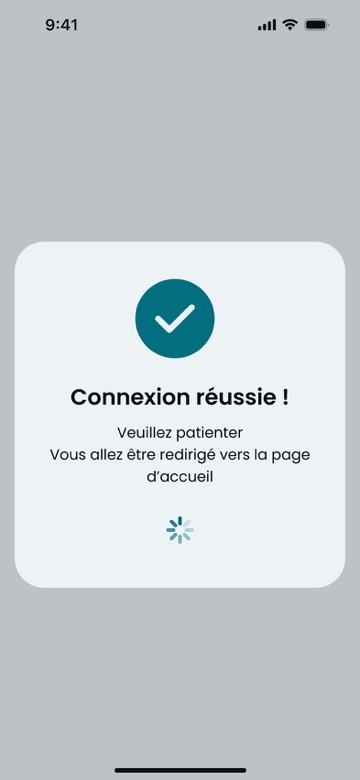 9:41
Connexion réussie !
Veuillez patienter
Vous allez être redirigé vers la page
d’accueil